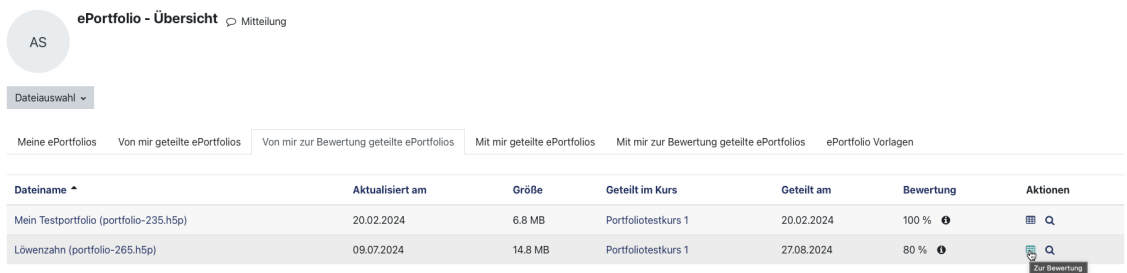 ePortfolio - Übersicht Mitteilung
AS
Dateiauswahl
Meine ePortfolios Von mir geteilte ePortfolios Von mir zur Bewertung geteilte ePortfolios Mit mir geteilte ePortfolios Mit mir zur Bewertung geteilte ePortfolios ePortfolio Vorlagen
Dateiname Aktualisiert am Größe Geteilt im Kurs Geteilt am Bewertung Aktionen
Mein Testportfolio (portfolio-235.h5p) 20.02.2024 6.8 MB Portfoliotestkurs 1 20.02.2024 100 %
Löwenzahn (portfolio-265.h5p) 09.07.2024 14.8 MB Portfoliotestkurs 1 27.08.2024 80 %
Zur Bewertung